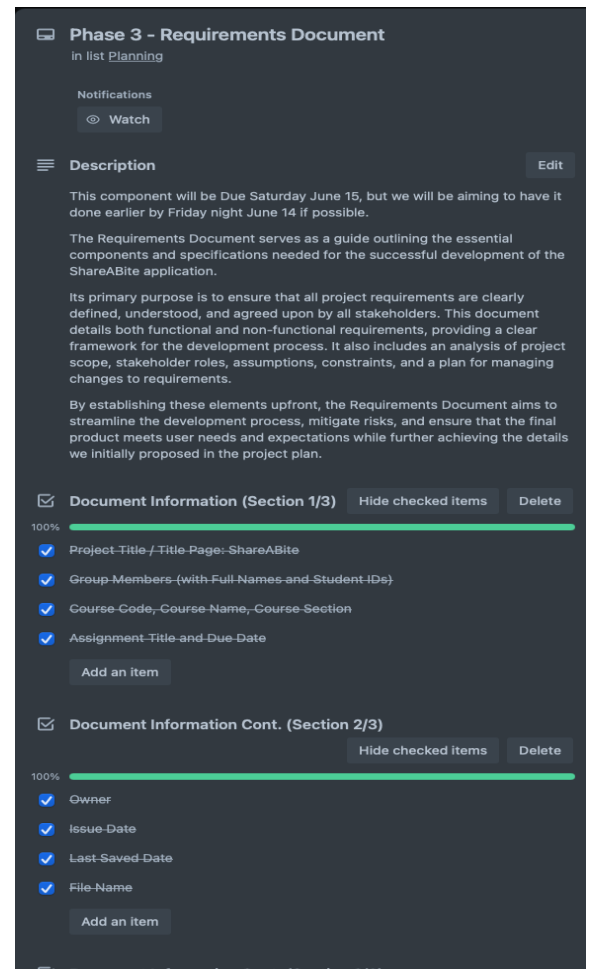 Phase 3 - Requirements Document
in list Planning
Notifications
Watch
Description
Edit
This component will be Due Saturday June 15, but we will be aiming to have it
done earlier by Friday night June 14 if possible.
The Requirements Document serves as a guide outlining the essential
components and specifications needed for the successful development of the
ShareABite application.
Its primary purpose is to ensure that all project requirements are clearly
defined, understood, and agreed upon by all stakeholders. This document
details both functional and non-functional requirements, providing a clear
framework for the development process. It also includes an analysis of project
scope, stakeholder roles, assumptions, constraints, and a plan for managing
changes to requirements.
By establishing these elements upfront, the Requirements Document aims to
streamline the development process, mitigate risks, and ensure that the final
product meets user needs and expectations while further achieving the details
we initially proposed in the project plan.
Document Information (Section 1/3)
Hide checked items
Delete
100%
Project Title / Title Page: ShareABite
Group Members (with Full Names and Student IDs)
Course Code, Course Name, Course Section
Assignment Title and Due Date
Add an item
Document Information Cont. (Section 2/3)
Hide checked items
Delete
100%
Owner
Issue Date
Last Saved Date
File Name
Add an item